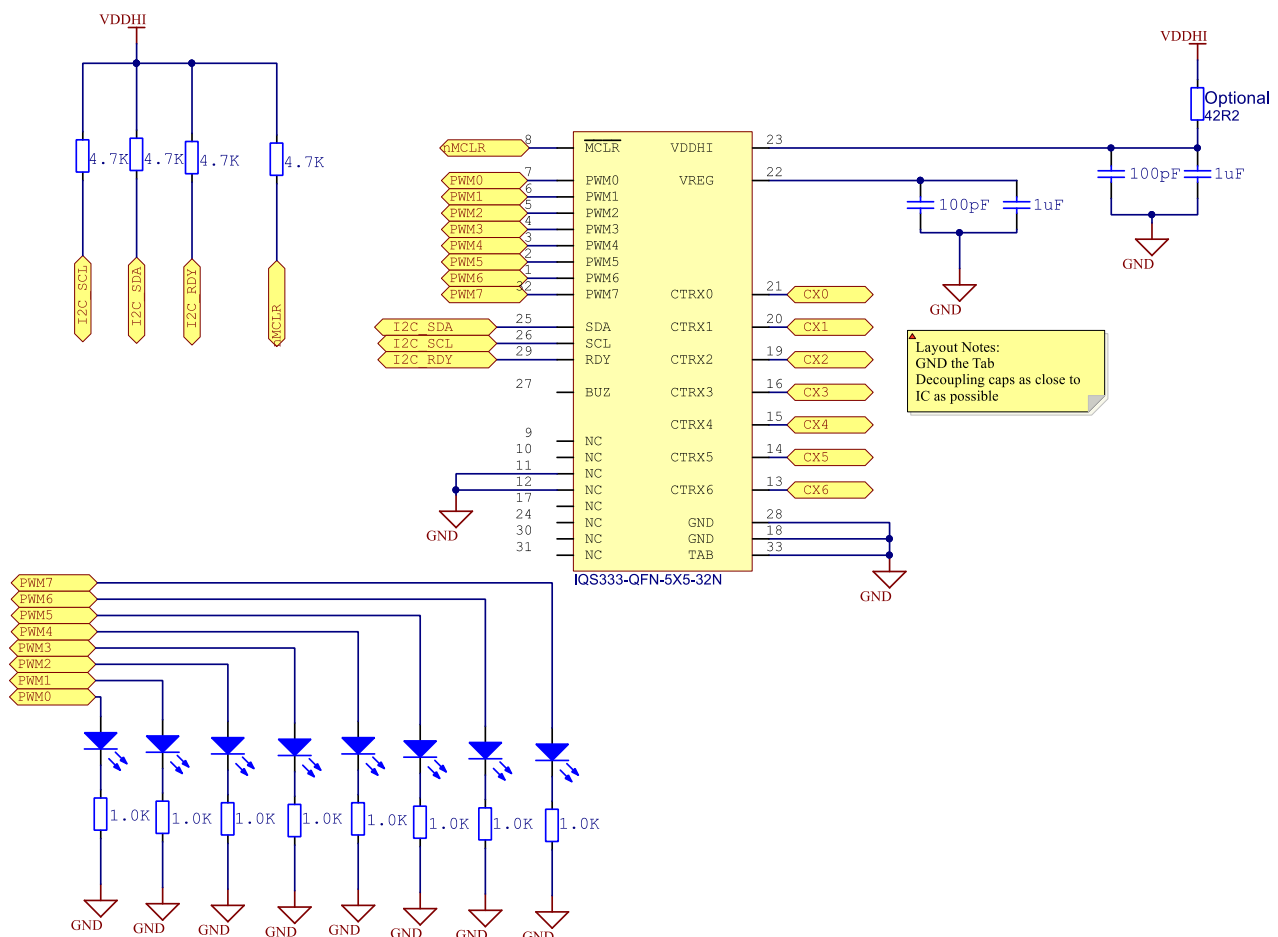 VDDHI
4.7K
4.7K
4.7K
4.7K
I2C_SCL
I2C_SDA
I2C_RDY
nMCLR
VDDHI
Optional
42R2
100pF
1uF
GND
100pF
1uF
GND
nMCLR
8
MCLR
VDDHI
23
PWM0
7
PWM0
VREG
22
PWM1
6
PWM1
PWM2
5
PWM2
PWM3
4
PWM3
PWM4
3
PWM4
PWM5
2
PWM5
PWM6
1
PWM6
PWM7
32
PWM7
CTRX0
21
CX0
I2C_SDA
25
SDA
CTRX1
20
CX1
I2C_SCL
26
SCL
I2C_RDY
29
RDY
CTRX2
19
CX2
27
BUZ
CTRX3
16
CX3
CTRX4
15
CX4
9
NC
10
NC
CTRX5
14
CX5
11
NC
12
NC
CTRX6
13
CX6
17
NC
24
NC
GND
28
30
NC
GND
18
31
NC
TAB
33
GND
GND
IQS333-QFN-5X5-32N
Layout Notes:
GND the Tab
Decoupling caps as close to
IC as possible
PWM7
PWM6
PWM5
PWM4
PWM3
PWM2
PWM1
PWM0
1.0K
1.0K
1.0K
1.0K
1.0K
1.0K
1.0K
1.0K
GND
GND
GND
GND
GND
GND
GND
GND